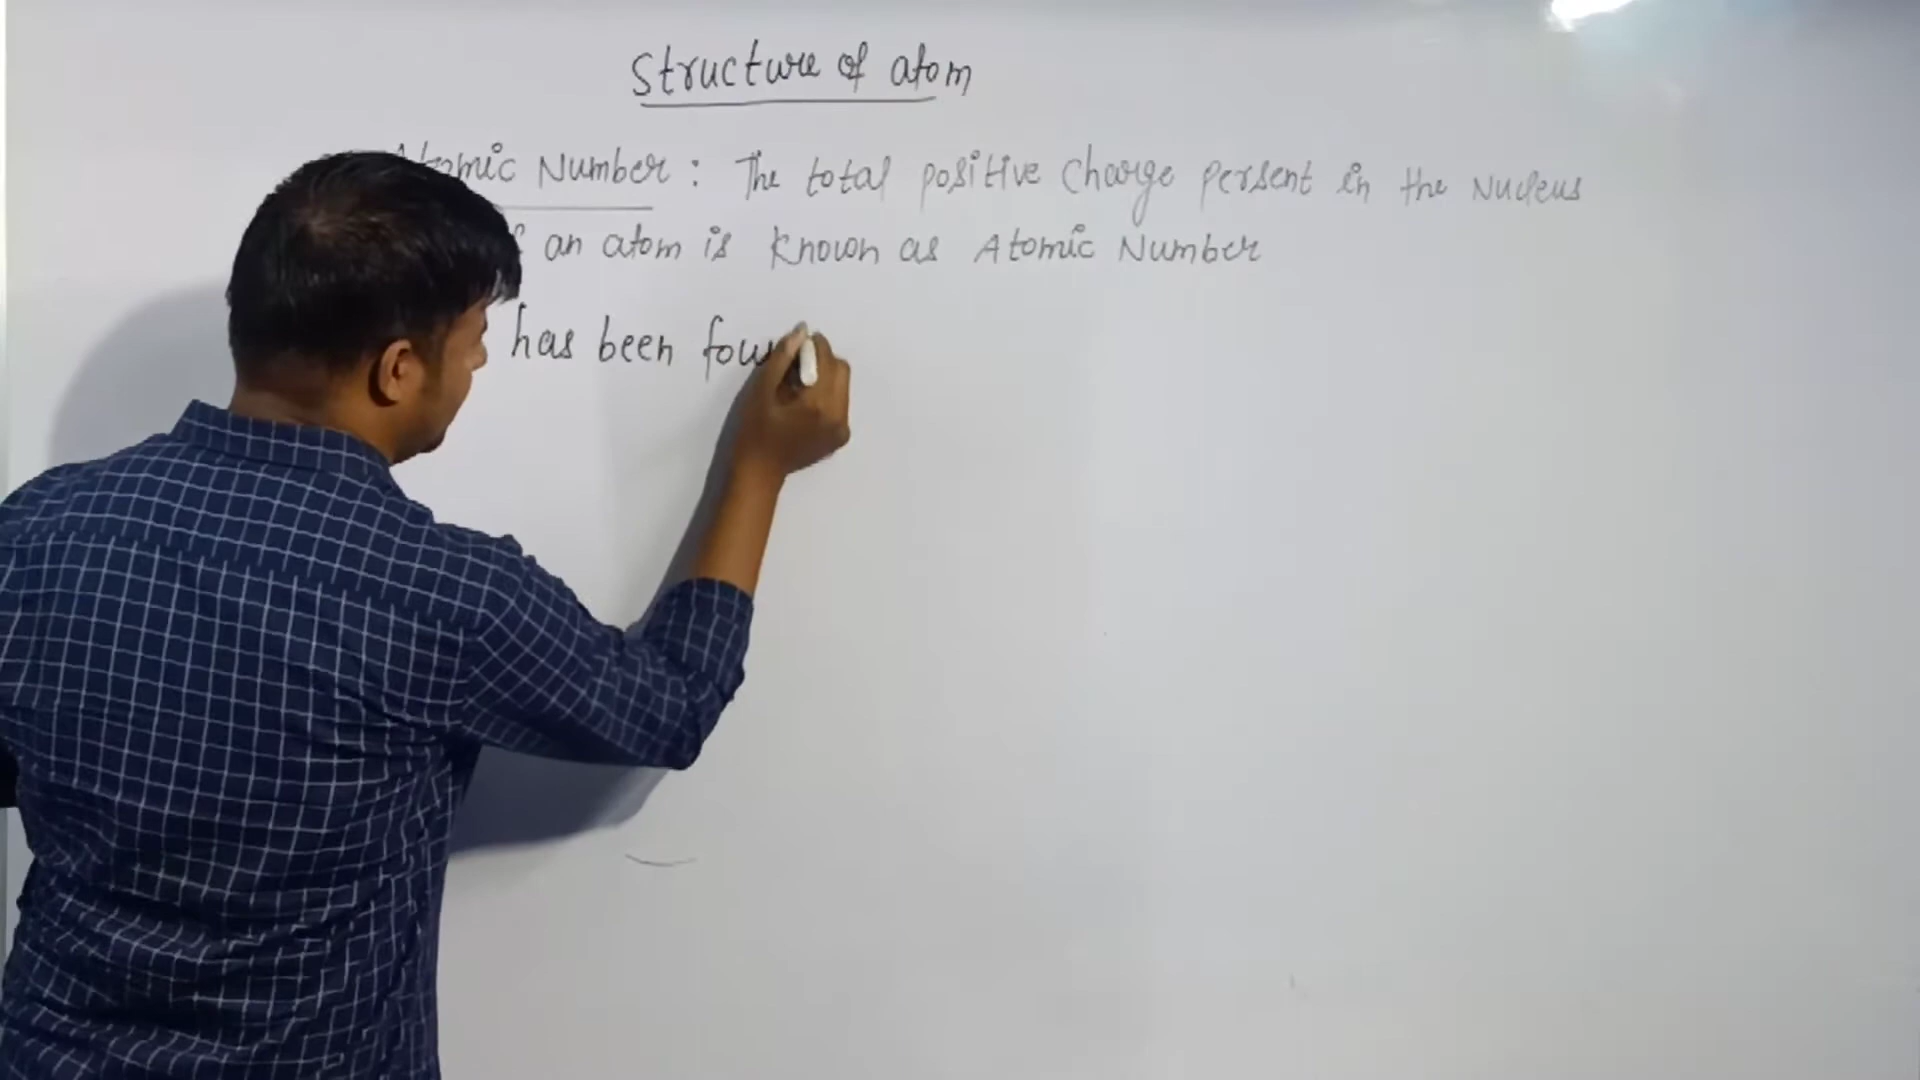 Structure of atom
Atomic Number : The total positive Charge persent in the Nucleus
an atom is Known as Atomic Number
has been fou